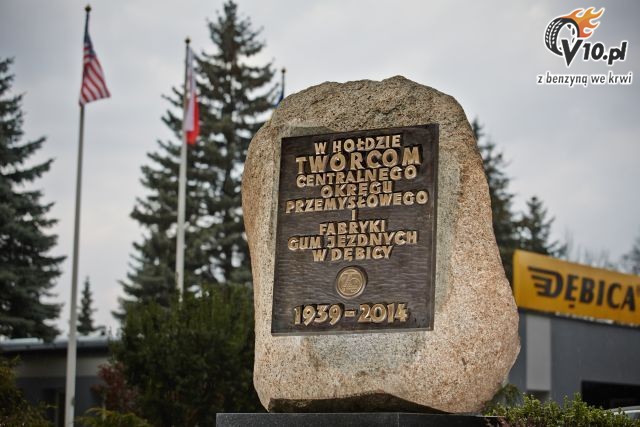 V10.pl
z benzyną we krwi
W HOŁDZIE
TWÓRCOM
CENTRALNEGO
OKRĘGU
PRZEMYSŁOWEGO
I
FABRYKI
GUM JEZDNYCH
W DĘBICY
1939-2014
DĘBICA